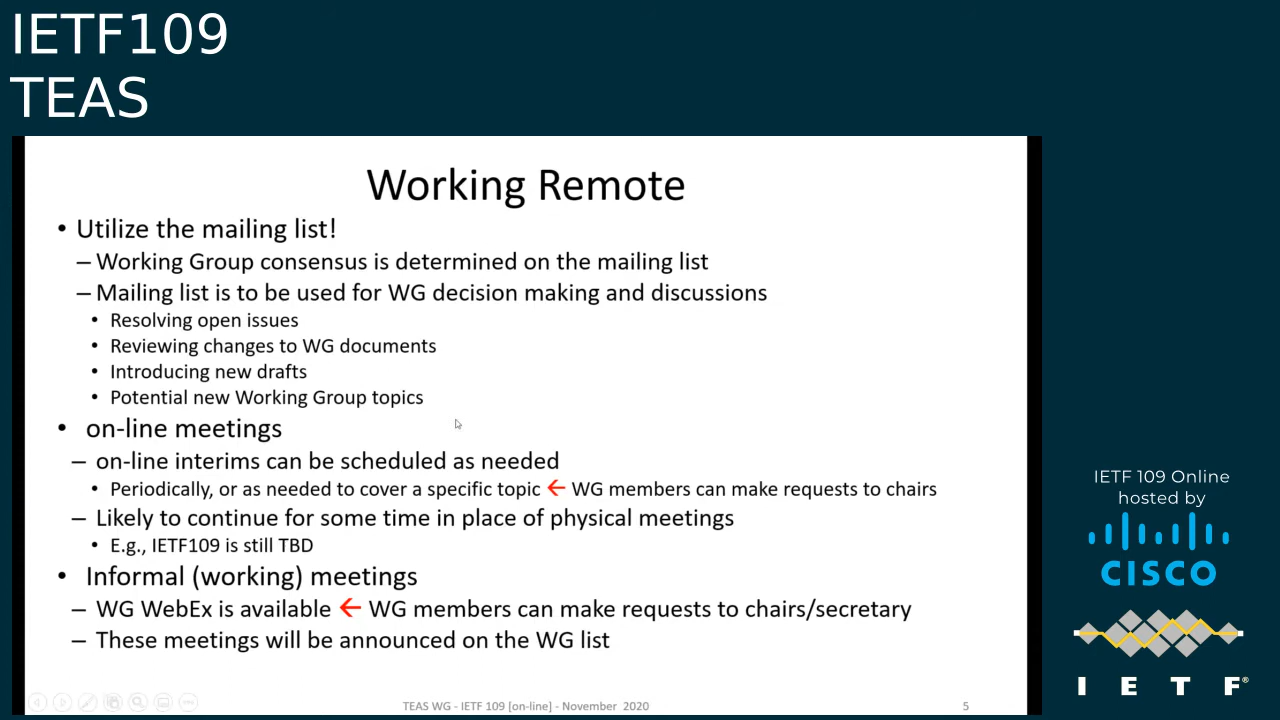 IETF109
TEAS
Working Remote
• Utilize the mailing list!
– Working Group consensus is determined on the mailing list
– Mailing list is to be used for WG decision making and discussions
• Resolving open issues
• Reviewing changes to WG documents
• Introducing new drafts
• Potential new Working Group topics
• on-line meetings
– on-line interims can be scheduled as needed
• Periodically, or as needed to cover a specific topic ← WG members can make requests to chairs
– Likely to continue for some time in place of physical meetings
• E.g., IETF109 is still TBD
• Informal (working) meetings
– WG WebEx is available ← WG members can make requests to chairs/secretary
– These meetings will be announced on the WG list
TEAS WG - IETF 109 [on-line] - November 2020
5
IETF 109 Online
hosted by
CISCO
I E T F®